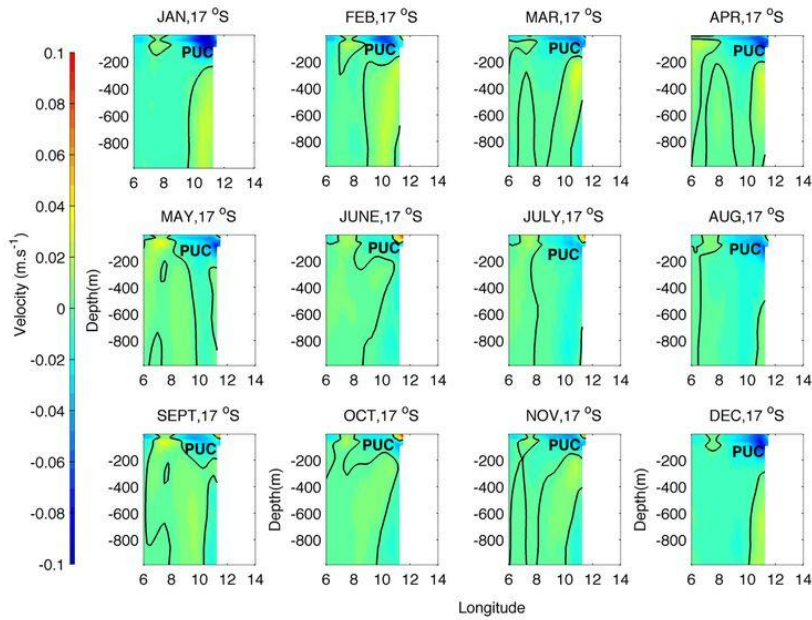 JAN,17 °S
FEB,17 °S
MAR,17 °S
APR,17 °S
0.1
0.08
0.06
0.04
0.02
0
-0.02
-0.04
-0.06
-0.08
-0.1
Velocity (m.s⁻¹)
PUC
PUC
PUC
PUC
-200
-400
-600
-800
-200
-400
-600
-800
-200
-400
-600
-800
-200
-400
-600
-800
6 8 10 12 14
6 8 10 12 14
6 8 10 12 14
6 8 10 12 14
MAY,17 °S
JUNE,17 °S
JULY,17 °S
AUG,17 °S
Depth(m)
PUC
PUC
PUC
PUC
-200
-400
-600
-800
-200
-400
-600
-800
-200
-400
-600
-800
-200
-400
-600
-800
6 8 10 12 14
6 8 10 12 14
6 8 10 12 14
6 8 10 12 14
SEPT,17 °S
OCT,17 °S
NOV,17 °S
DEC,17 °S
PUC
PUC
PUC
PUC
-200
-400
-600
-800
Depth(m)
-200
-400
-600
-800
-200
-400
-600
-800
Depth(m)
-200
-400
-600
-800
6 8 10 12 14
6 8 10 12 14
6 8 10 12 14
6 8 10 12 14
Longitude